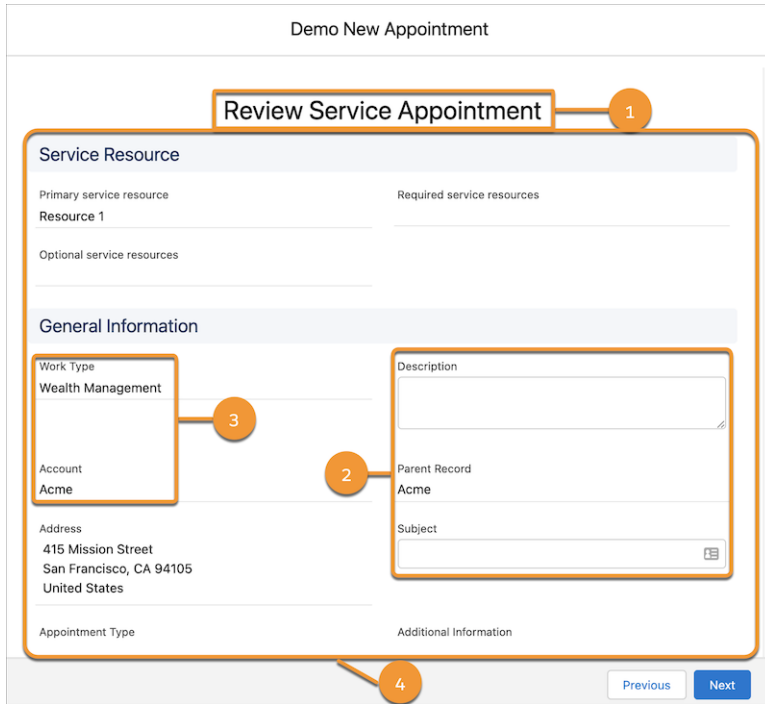 Demo New Appointment
Review Service Appointment
1
Service Resource
Primary service resource
Required service resources
Resource 1
Optional service resources
General Information
Work Type
Description
Wealth Management
3
2
Account
Parent Record
Acme
Acme
Address
Subject
415 Mission Street
San Francisco, CA 94105
United States
Appointment Type
Additional Information
4
Previous
Next